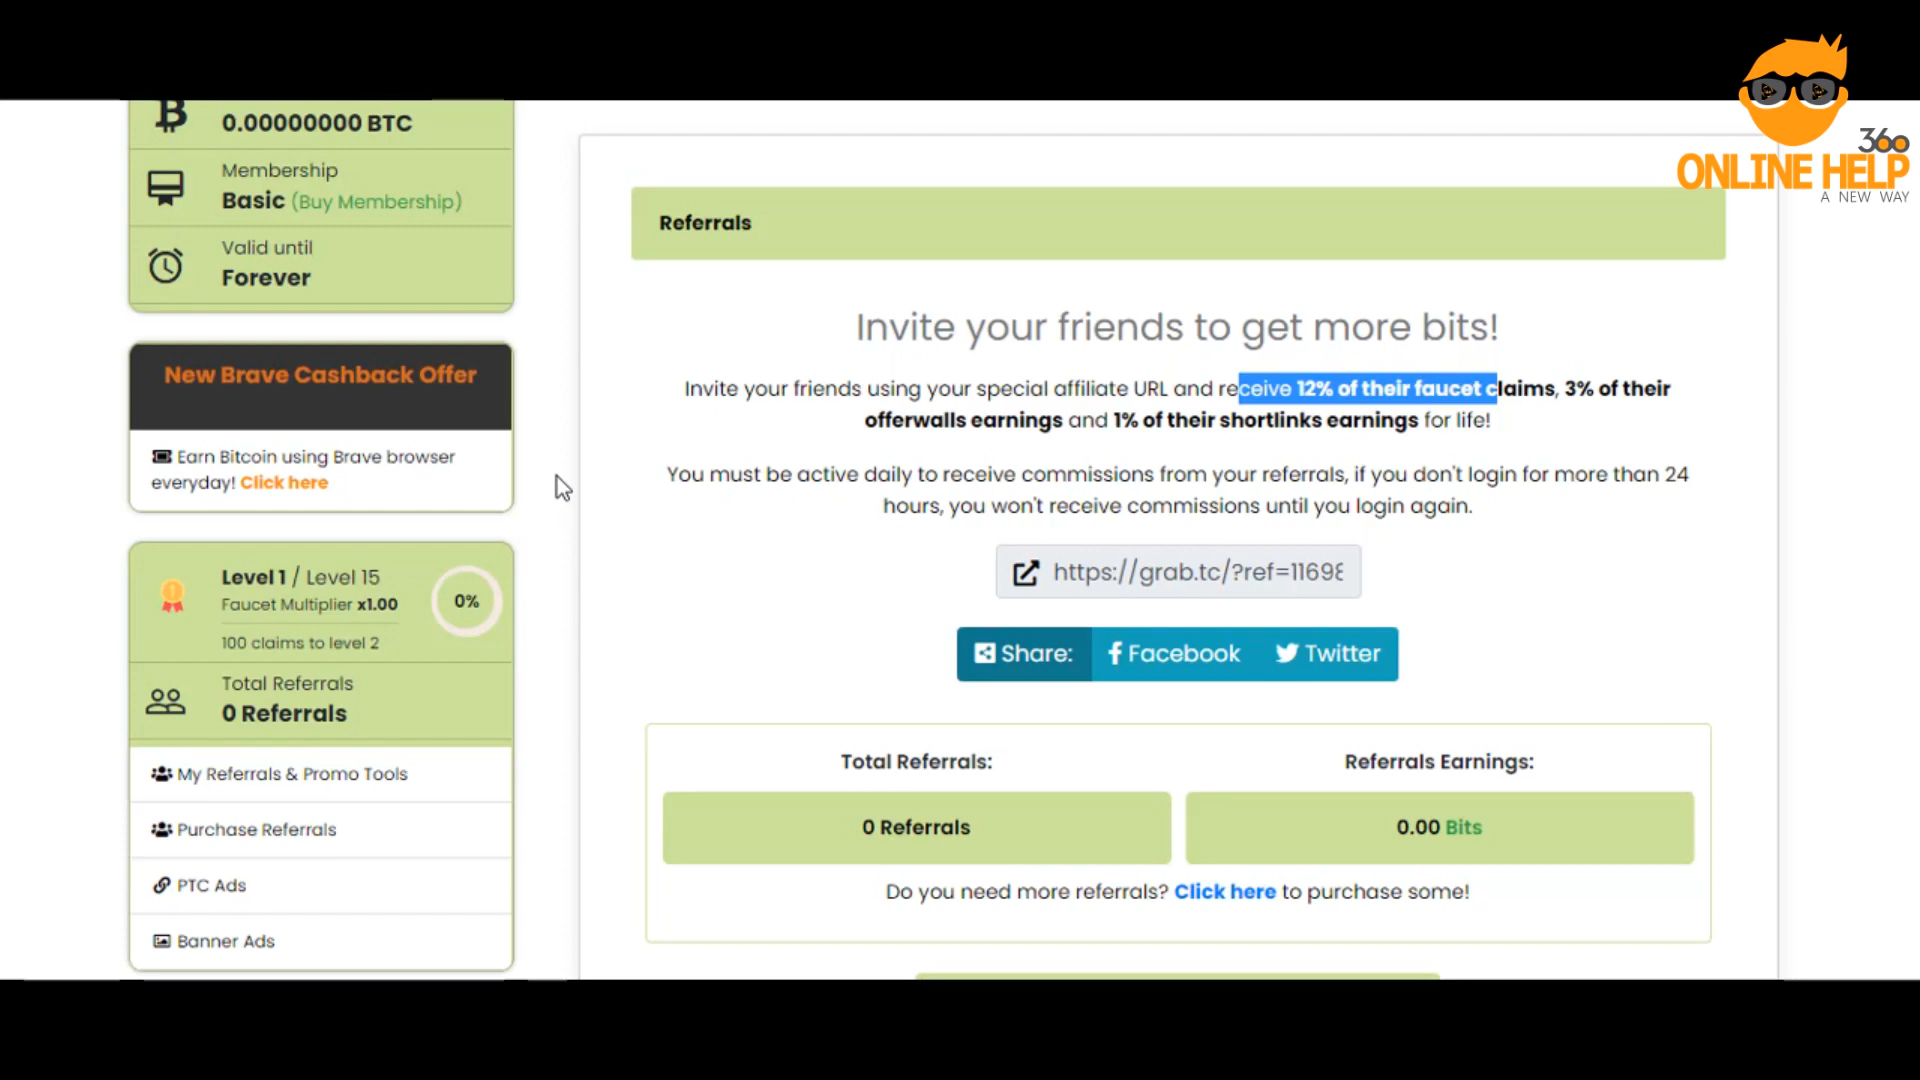 0.00000000 BTC
Membership
Basic (Buy Membership)
Valid until
Forever
New Brave Cashback Offer
Earn Bitcoin using Brave browser
everyday! Click here
Level 1 / Level 15
Faucet Multiplier x1.00
0%
100 claims to level 2
Total Referrals
0 Referrals
My Referrals & Promo Tools
Purchase Referrals
PTC Ads
Banner Ads
Referrals
Invite your friends to get more bits!
Invite your friends using your special affiliate URL and receive 12% of their faucet claims, 3% of their
offerwalls earnings and 1% of their shortlinks earnings for life!
You must be active daily to receive commissions from your referrals, if you don't login for more than 24
hours, you won't receive commissions until you login again.
https://grab.tc/?ref=11698
Share: Facebook Twitter
Total Referrals:
Referrals Earnings:
0 Referrals
0.00 Bits
Do you need more referrals? Click here to purchase some!
360
ONLINE HELP
A NEW WAY